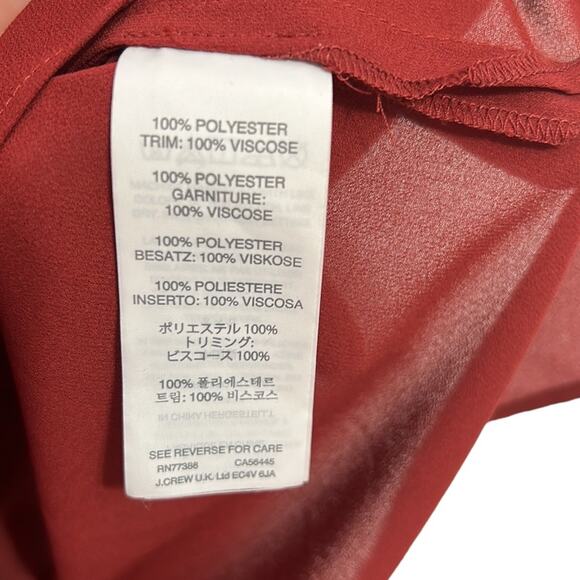 100% POLYESTER
TRIM: 100% VISCOSE
100% POLYESTER
GARNITURE:
100% VISCOSE
100% POLYESTER
BESATZ: 100% VISKOSE
100% POLIESTERE
INSERTO: 100% VISCOSA
ポリエステル 100%
トリミング:
ビスコース 100%
100% 폴리에스테르
트림: 100% 비스코스
SEE REVERSE FOR CARE
RN77388 CA56445
J.CREW U.K. Ltd EC4V 6JA